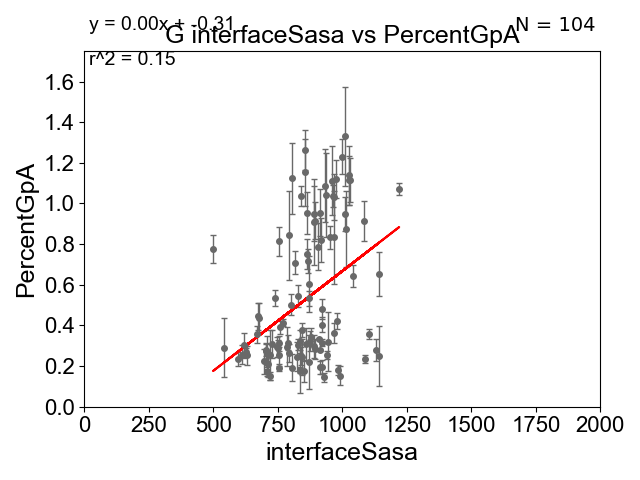 y = 0.00x + -0.31
N = 104
G interfaceSasa vs PercentGpA
r^2 = 0.15
PercentGpA
1.6
1.4
1.2
1.0
0.8
0.6
0.4
0.2
0.0
0 250 500 750 1000 1250 1500 1750 2000
interfaceSasa